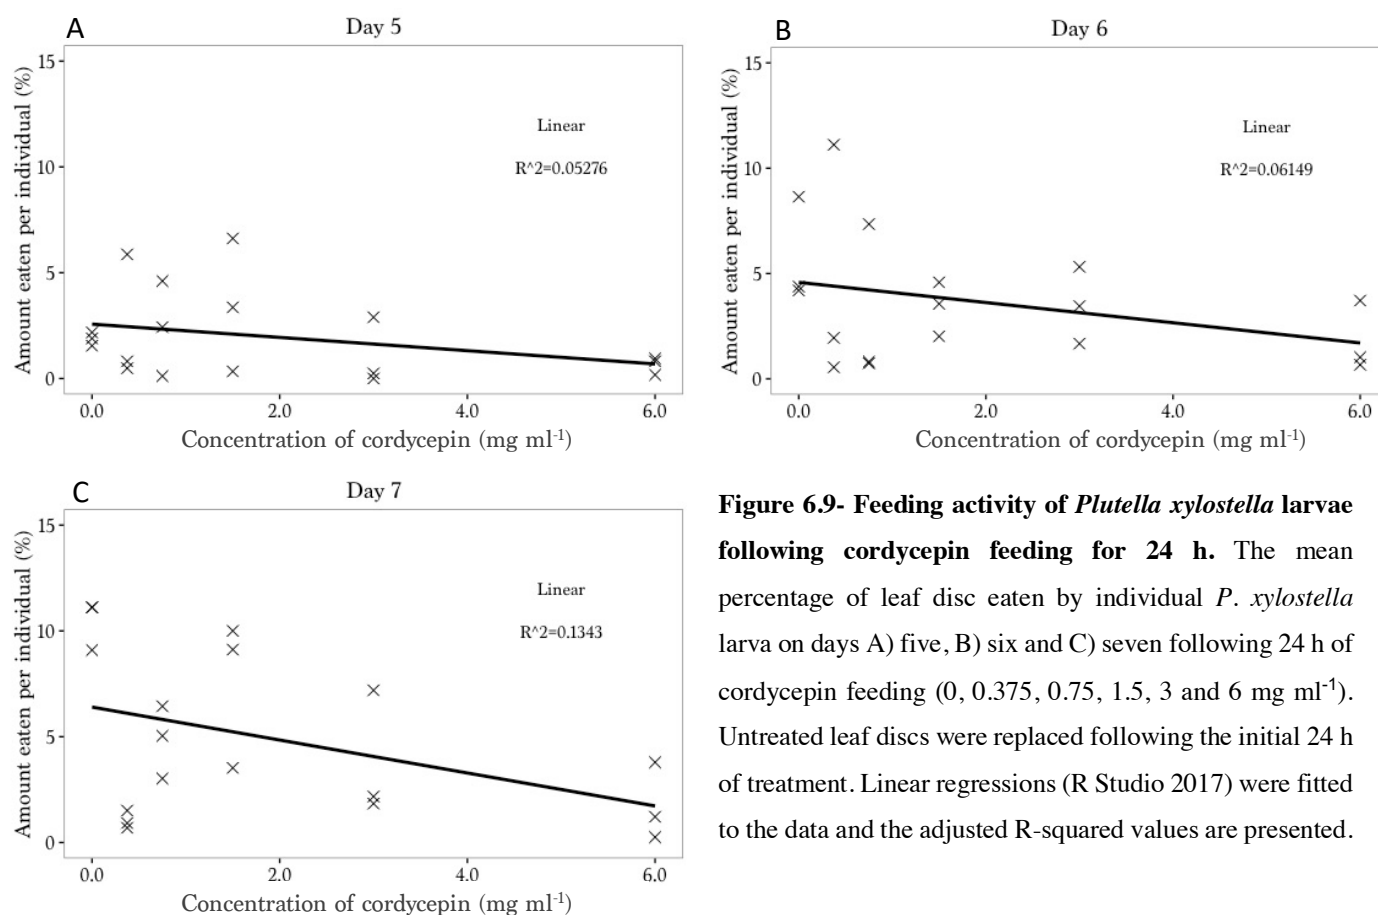 A
Day 5
15
10
5
0
Amount eaten per individual (%)
Linear
R^2=0.05276
0.0 2.0 4.0 6.0
Concentration of cordycepin (mg ml-1)
B
Day 6
15
10
5
0
Amount eaten per individual (%)
Linear
R^2=0.06149
0.0 2.0 4.0 6.0
Concentration of cordycepin (mg ml-1)
C
Day 7
15
10
5
0
Amount eaten per individual (%)
Linear
R^2=0.1343
0.0 2.0 4.0 6.0
Concentration of cordycepin (mg ml-1)
Figure 6.9- Feeding activity of Plutella xylostella larvae
following cordycepin feeding for 24 h. The mean
percentage of leaf disc eaten by individual P. xylostella
larva on days A) five, B) six and C) seven following 24 h of
cordycepin feeding (0, 0.375, 0.75, 1.5, 3 and 6 mg ml-1).
Untreated leaf discs were replaced following the initial 24 h
of treatment. Linear regressions (R Studio 2017) were fitted
to the data and the adjusted R-squared values are presented.